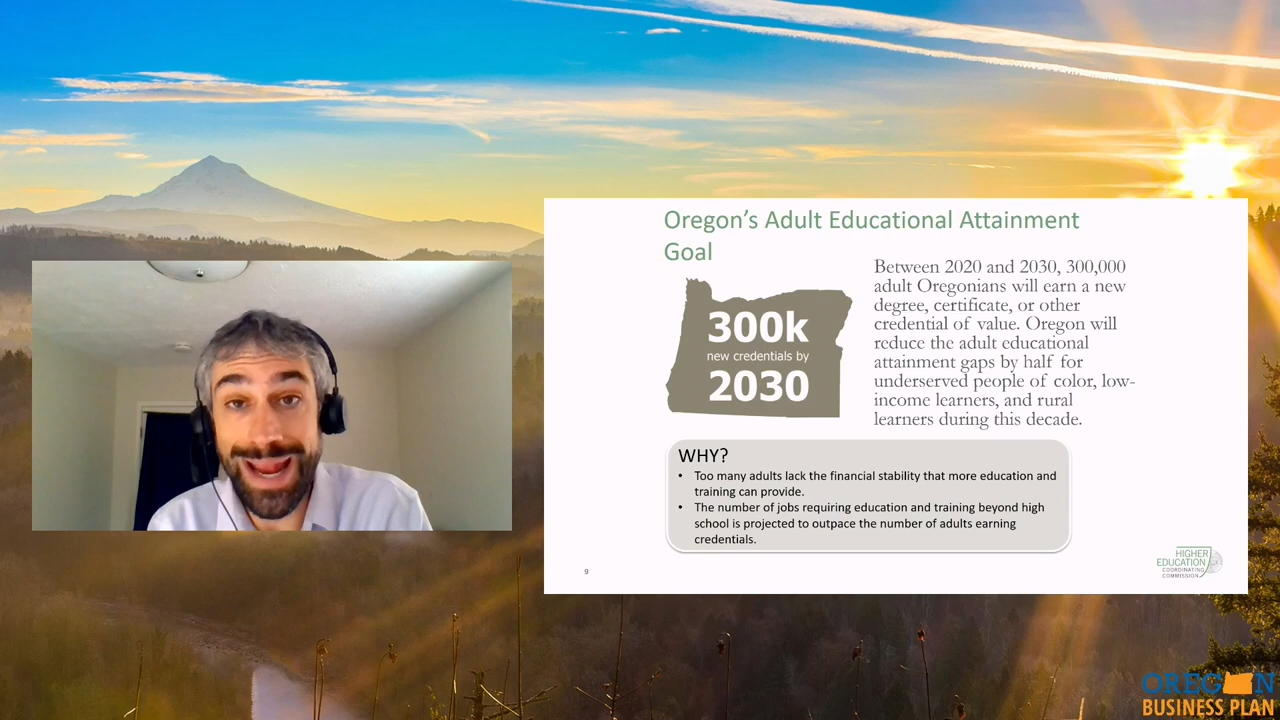 Oregon's Adult Educational Attainment
Goal
300k
new credentials by
2030
Between 2020 and 2030, 300,000
adult Oregonians will earn a new
degree, certificate, or other
credential of value. Oregon will
reduce the adult educational
attainment gaps by half for
underserved people of color, low-
income learners, and rural
learners during this decade.
WHY?
• Too many adults lack the financial stability that more education and
training can provide.
• The number of jobs requiring education and training beyond high
school is projected to outpace the number of adults earning
credentials.
9
HIGHER
EDUCATION
COORDINATING
COMMISSION
OREGON
BUSINESS PLAN